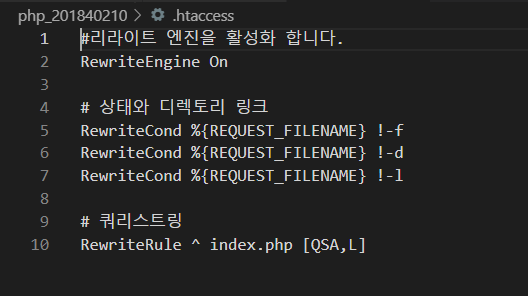 php_201840210 > .htaccess
1 #리라이트 엔진을 활성화 합니다.
2 RewriteEngine On
3
4 # 상태와 디렉토리 링크
5 RewriteCond %{REQUEST_FILENAME} !-f
6 RewriteCond %{REQUEST_FILENAME} !-d
7 RewriteCond %{REQUEST_FILENAME} !-l
8
9 # 쿼리스트링
10 RewriteRule ^ index.php [QSA,L]